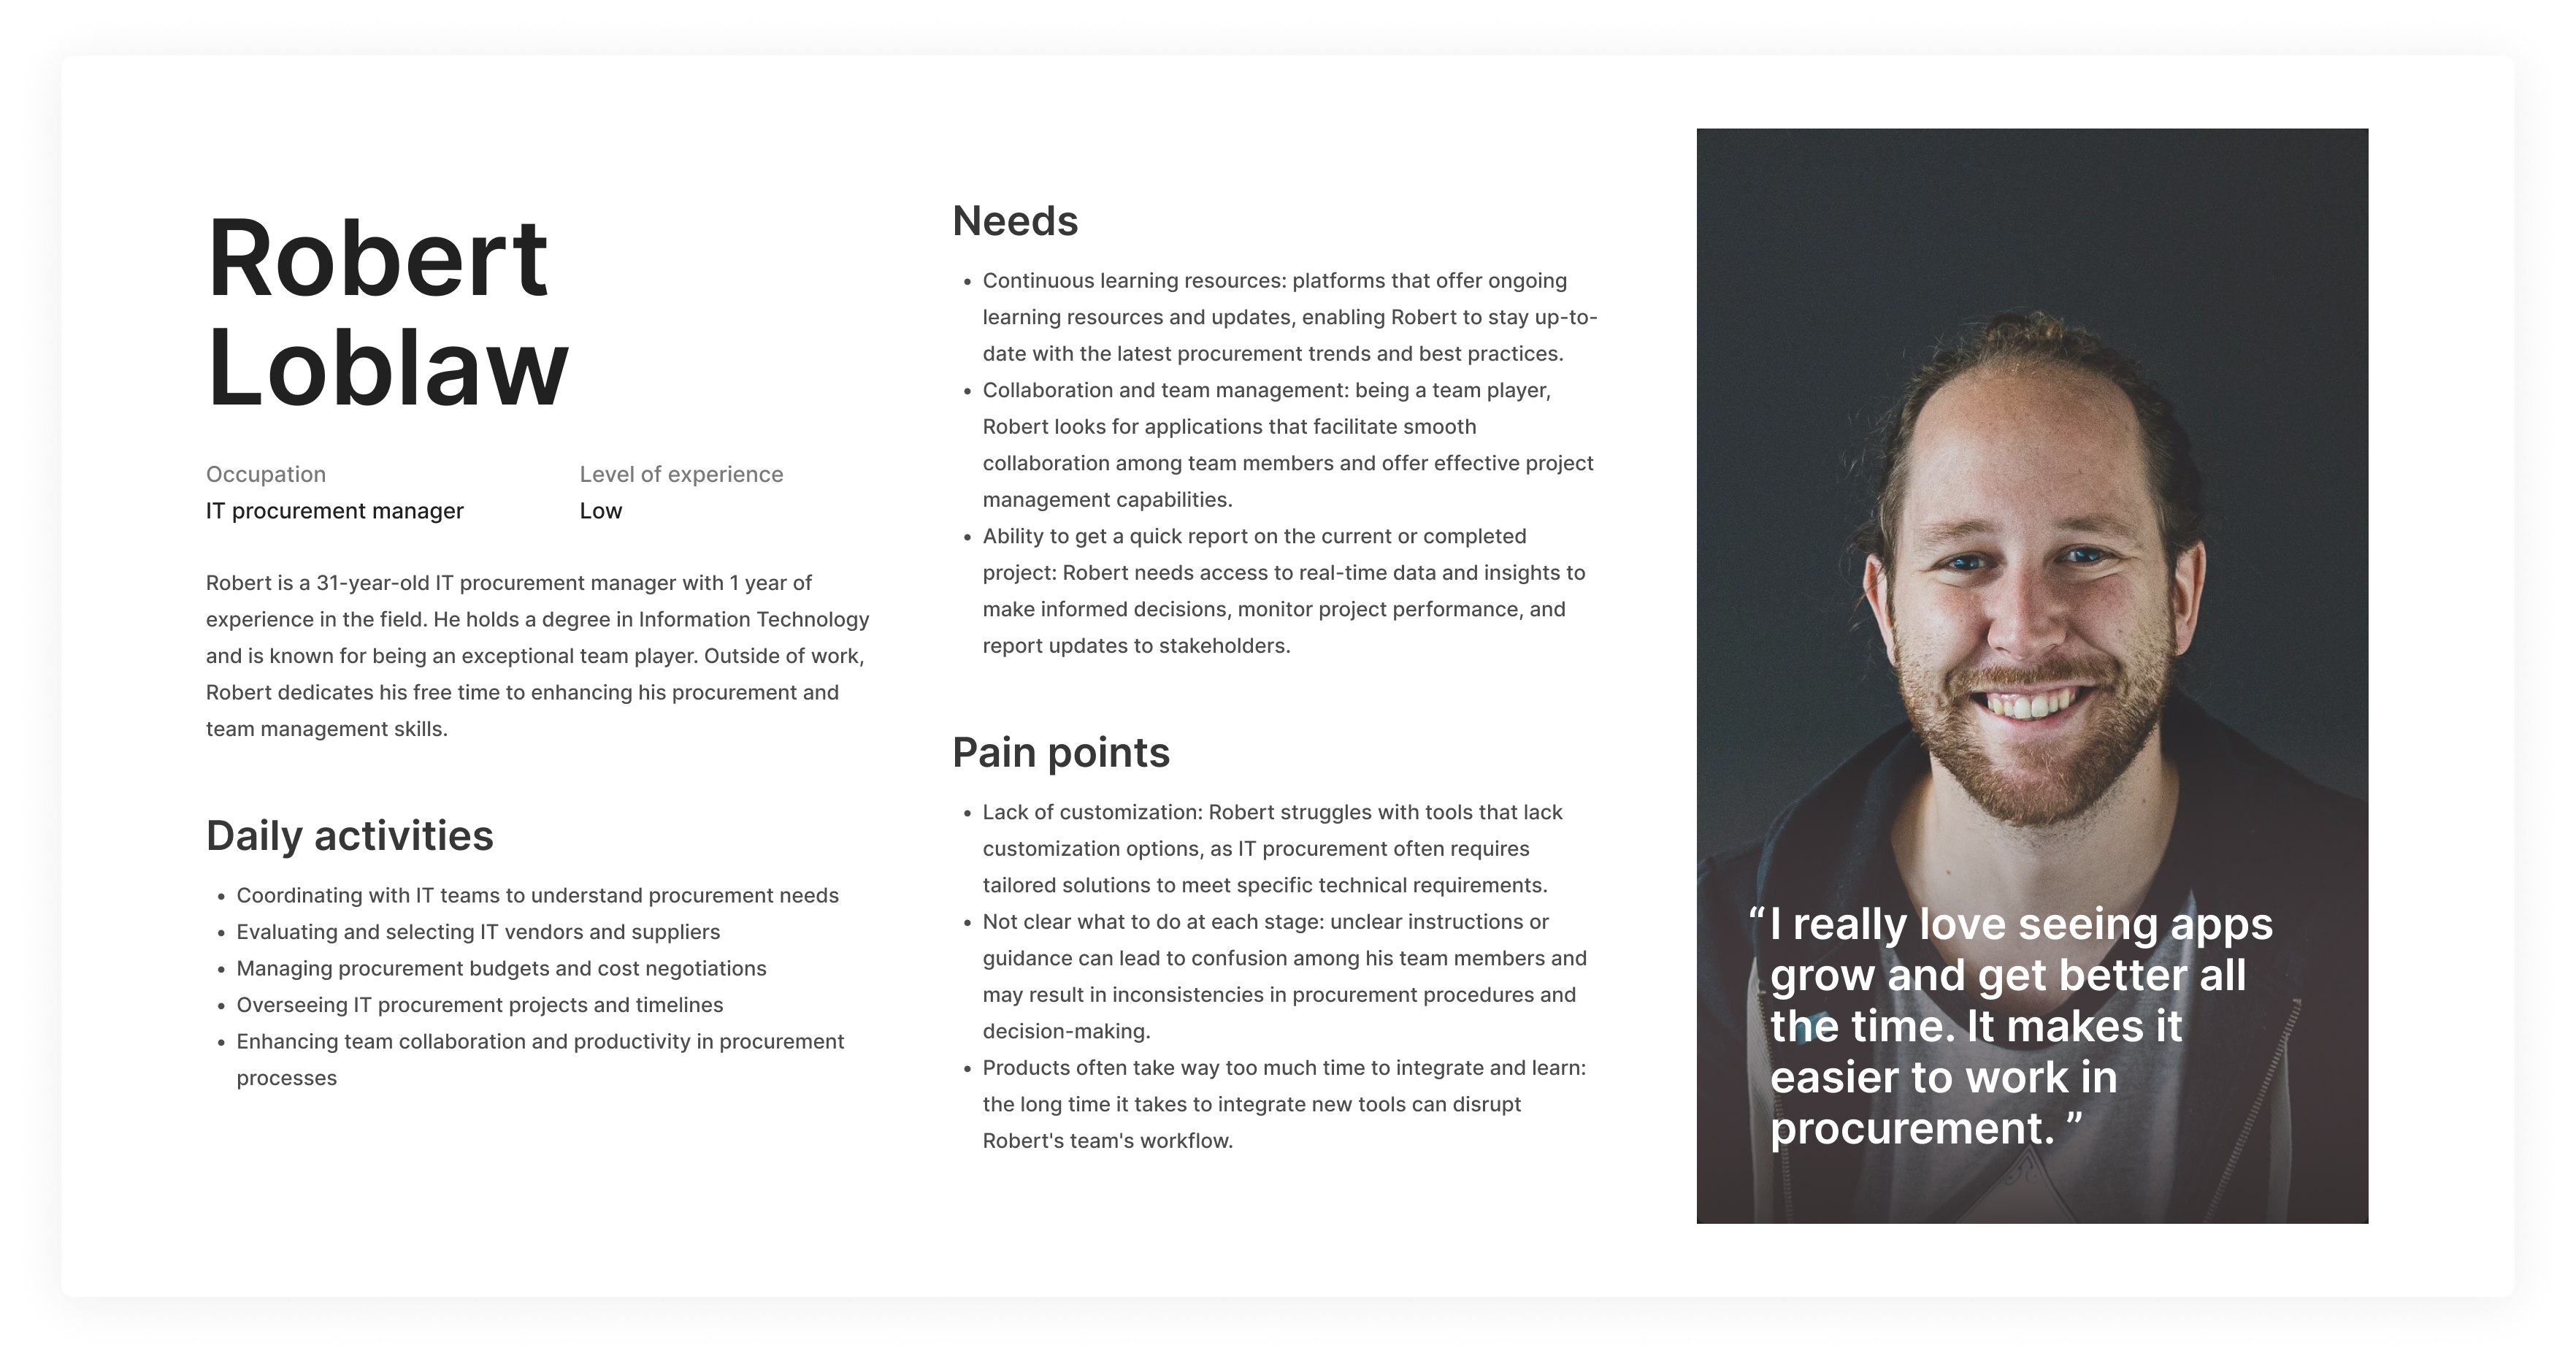 Robert
Loblaw
Occupation
IT procurement manager
Level of experience
Low
Robert is a 31-year-old IT procurement manager with 1 year of
experience in the field. He holds a degree in Information Technology
and is known for being an exceptional team player. Outside of work,
Robert dedicates his free time to enhancing his procurement and
team management skills.
Daily activities
• Coordinating with IT teams to understand procurement needs
• Evaluating and selecting IT vendors and suppliers
• Managing procurement budgets and cost negotiations
• Overseeing IT procurement projects and timelines
• Enhancing team collaboration and productivity in procurement
processes
Needs
• Continuous learning resources: platforms that offer ongoing
learning resources and updates, enabling Robert to stay up-to-
date with the latest procurement trends and best practices.
• Collaboration and team management: being a team player,
Robert looks for applications that facilitate smooth
collaboration among team members and offer effective project
management capabilities.
• Ability to get a quick report on the current or completed
project: Robert needs access to real-time data and insights to
make informed decisions, monitor project performance, and
report updates to stakeholders.
Pain points
• Lack of customization: Robert struggles with tools that lack
customization options, as IT procurement often requires
tailored solutions to meet specific technical requirements.
• Not clear what to do at each stage: unclear instructions or
guidance can lead to confusion among his team members and
may result in inconsistencies in procurement procedures and
decision-making.
• Products often take way too much time to integrate and learn:
the long time it takes to integrate new tools can disrupt
Robert's team's workflow.
“I really love seeing apps
grow and get better all
the time. It makes it
easier to work in
procurement. ”